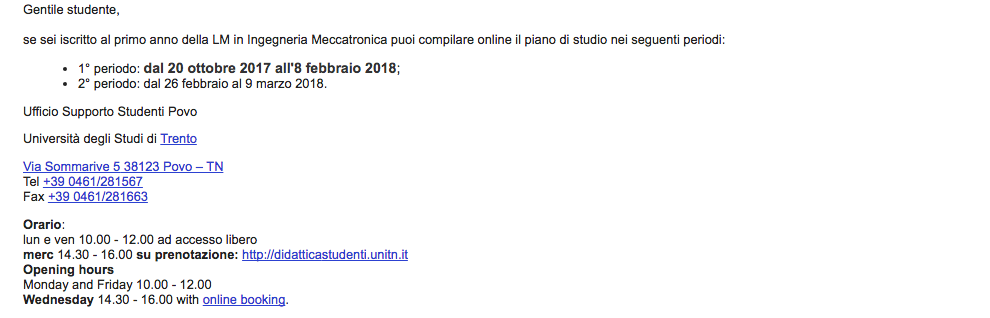 Gentile studente,
se sei iscritto al primo anno della LM in Ingegneria Meccatronica puoi compilare online il piano di studio nei seguenti periodi:
• 1° periodo: dal 20 ottobre 2017 all'8 febbraio 2018;
• 2° periodo: dal 26 febbraio al 9 marzo 2018.
Ufficio Supporto Studenti Povo
Università degli Studi di Trento
Via Sommarive 5 38123 Povo – TN
Tel +39 0461/281567
Fax +39 0461/281663
Orario:
lun e ven 10.00 - 12.00 ad accesso libero
merc 14.30 - 16.00 su prenotazione: http://didatticastudenti.unitn.it
Opening hours
Monday and Friday 10.00 - 12.00
Wednesday 14.30 - 16.00 with online booking.